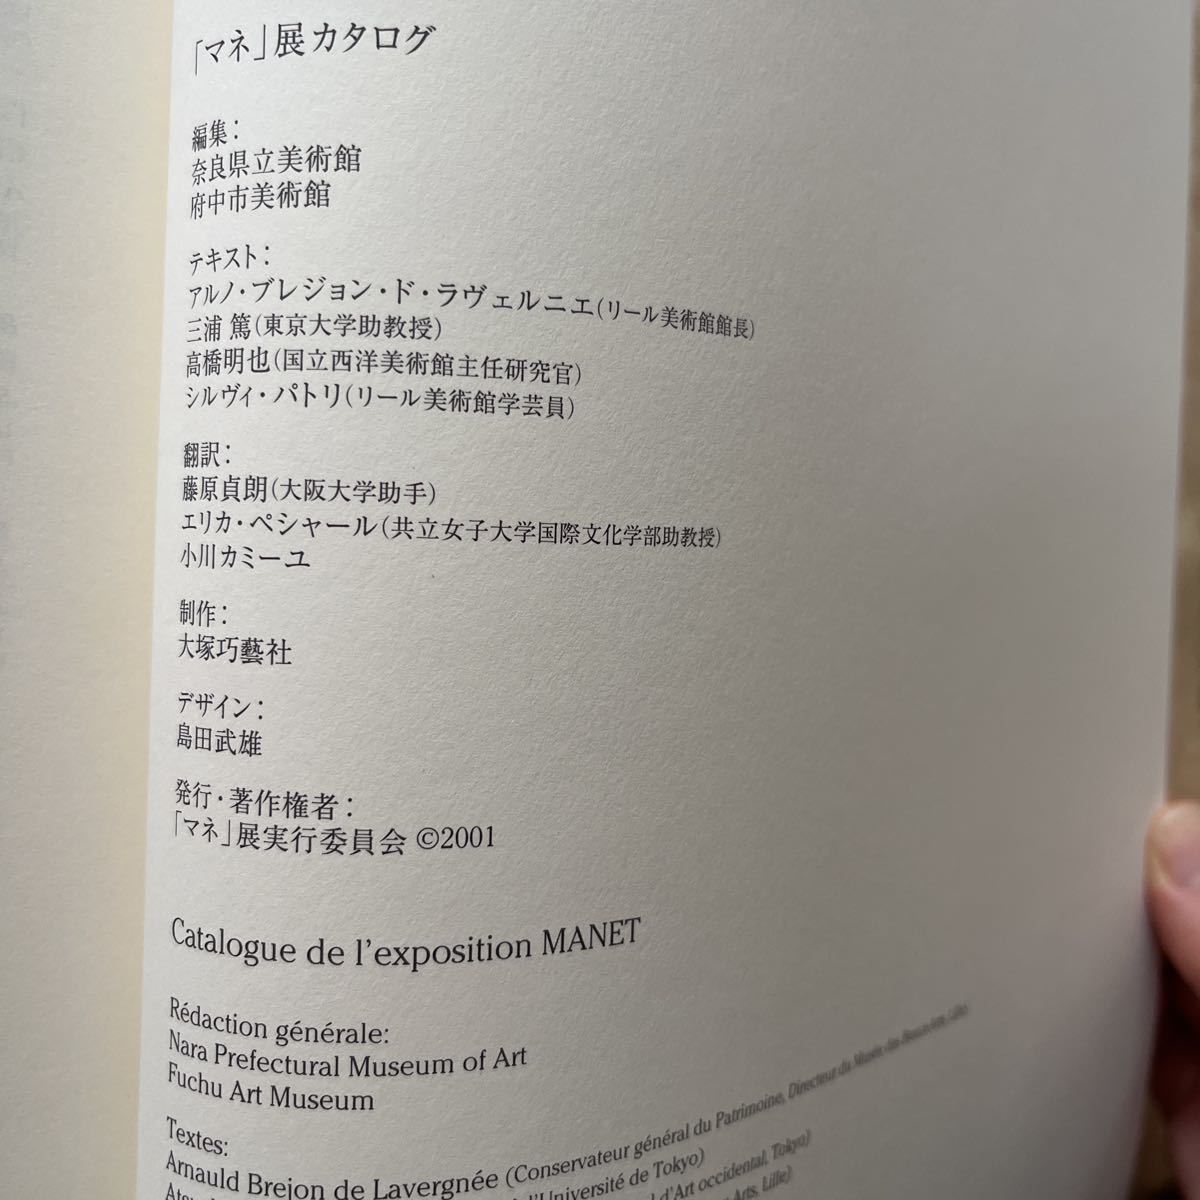 「マネ」展カタログ
編集：
奈良県立美術館
府中市美術館
テキスト：
アルノ・ブレジョン・ド・ラヴェルニエ(リール美術館館長)
三浦 篤(東京大学助教授)
高橋明也(国立西洋美術館主任研究官)
シルヴィ・パトリ(リール美術館学芸員)
翻訳：
藤原貞朗(大阪大学助手)
エリカ・ペシャール(共立女子大学国際文化学部助教授)
小川カミーユ
制作：
大塚巧藝社
デザイン：
島田武雄
発行・著作権者：
「マネ」展実行委員会 ©2001
Catalogue de l'exposition MANET
Rédaction générale:
Nara Prefectural Museum of Art
Fuchu Art Museum
Textes:
Arnauld Brejon de Lavergnée (Conservateur général du Patrimoine, Directeur du Musée des Beaux-Arts, Lille)
l'Université de Tokyo)
d'Art occidental, Tokyo)
Arts, Lille)